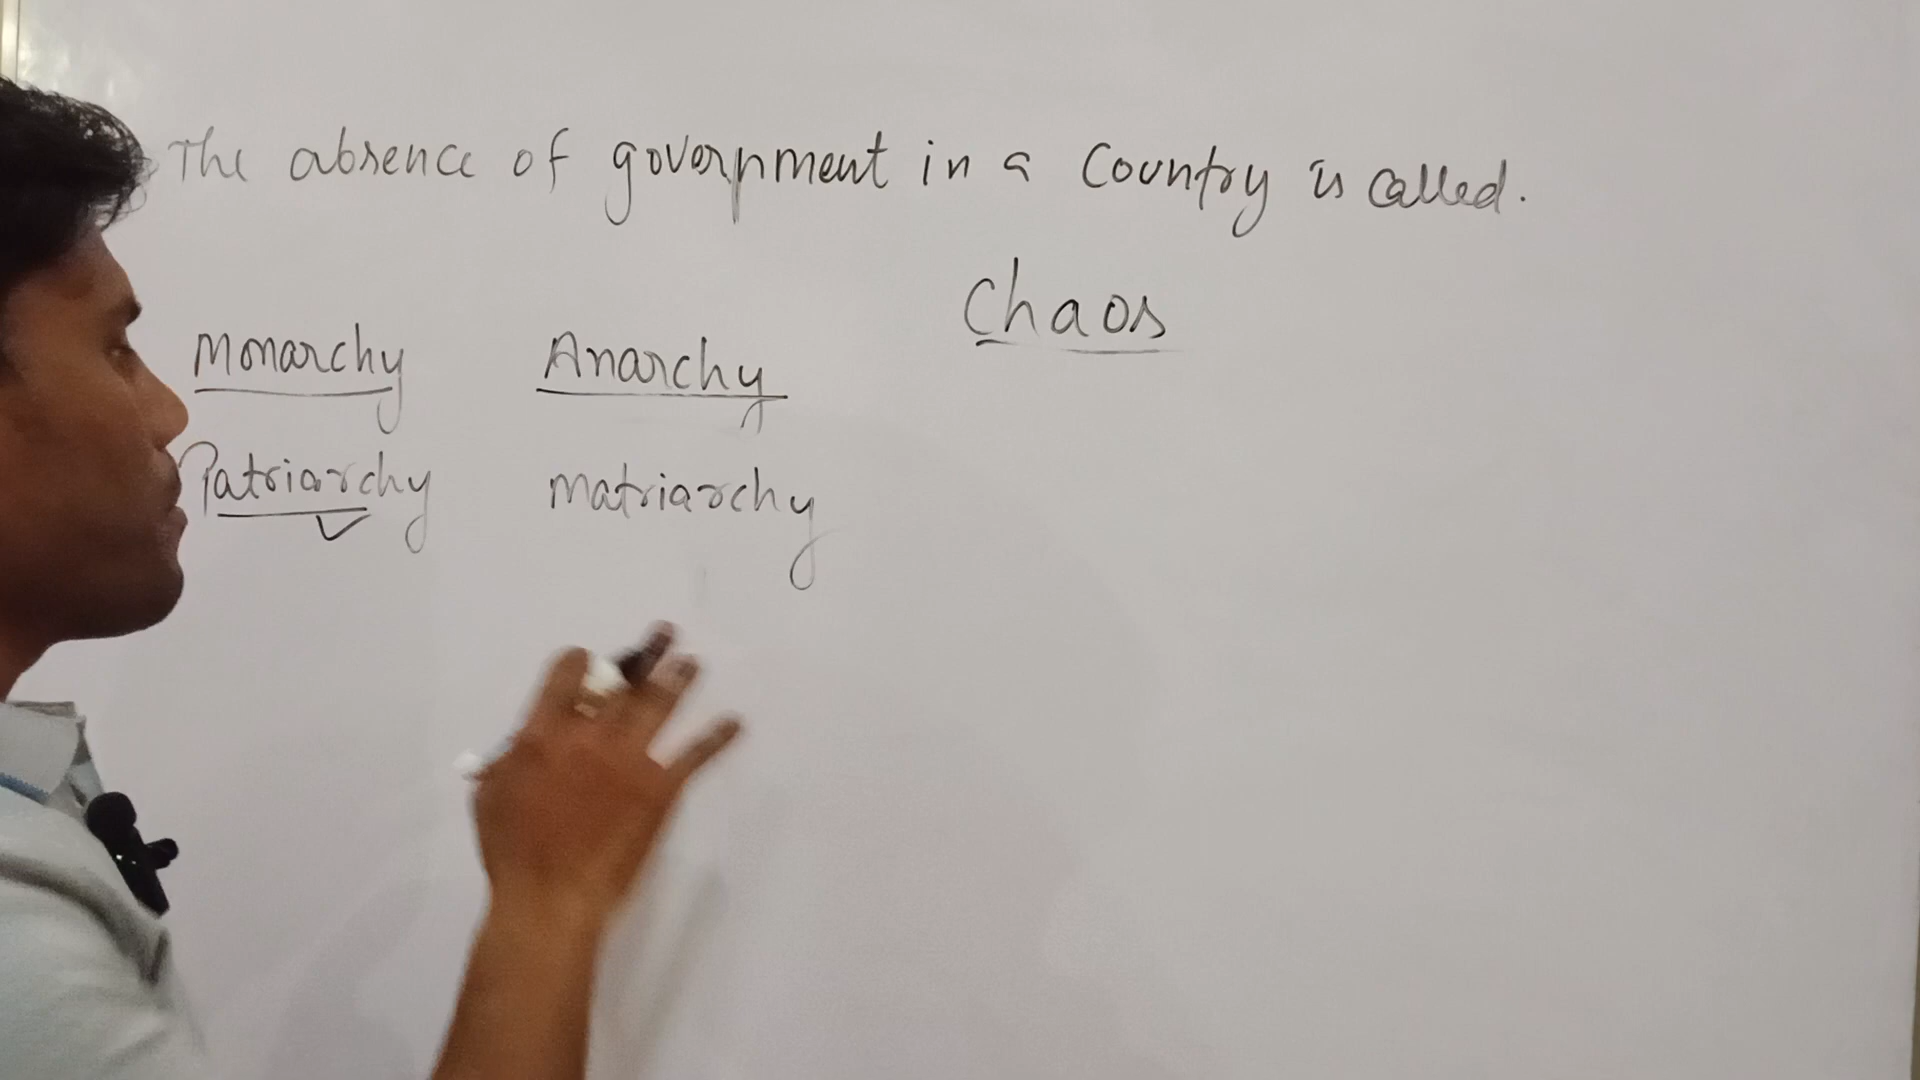 The absence of government in a Country is called.
Chaos
Monarchy Anarchy
Patriarchy matriarchy